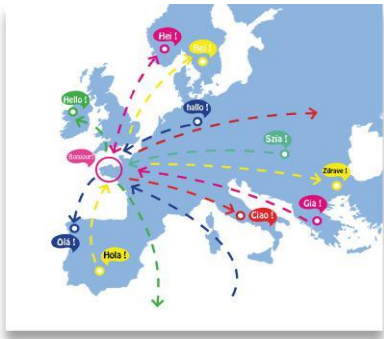 Hei !
Hej !
Hello !
hallo !
Bonjour!
Szia !
Zdrave !
Gia !
Ciao !
Olá !
Hola !